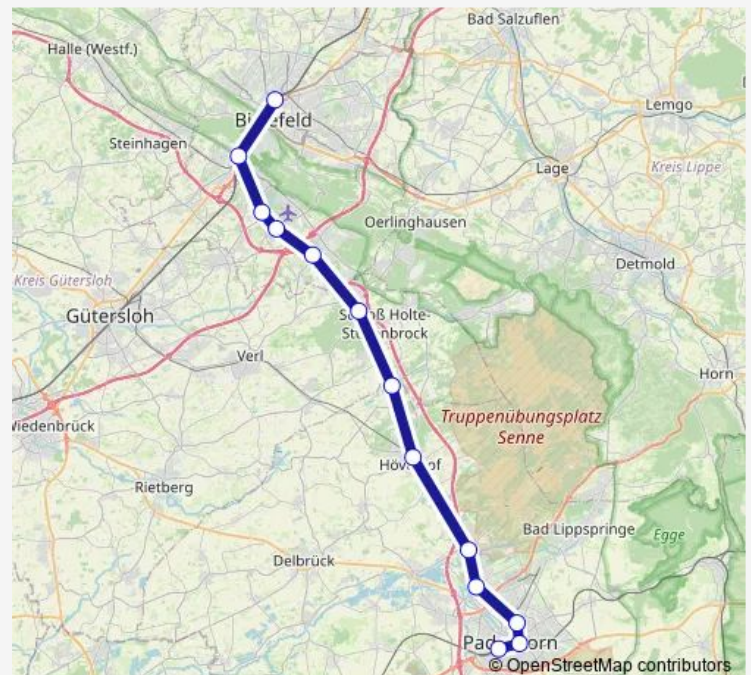 Bad Salzuflen
Halle (Westf.)
Lemgo
Steinhagen
Lage
Kreis Lippe
Oerlinghausen
Detmold
Kreis Gütersloh
Gütersloh
Verl
Horn
Truppenübungsplatz
Senne
Rietberg
Bad Lippspringe
Egge
Delbrück
© OpenStreetMap contributors